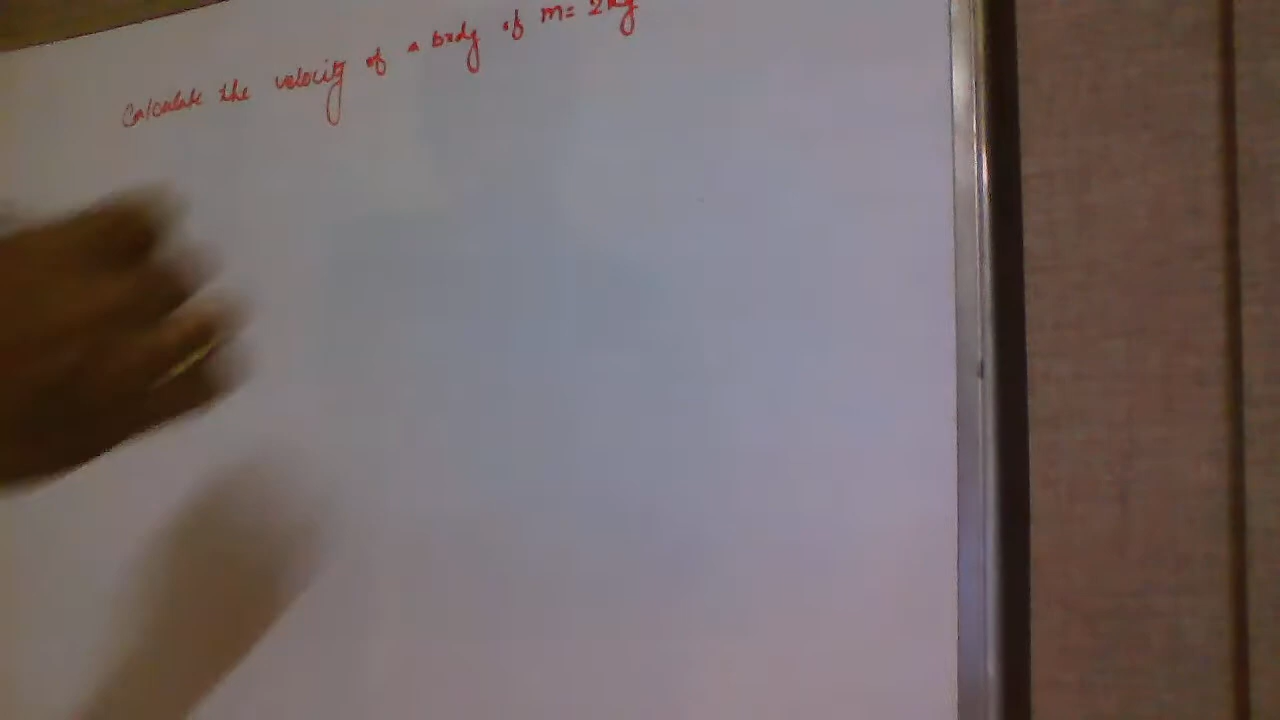 Calculate the velocity of a body of m= 2kg